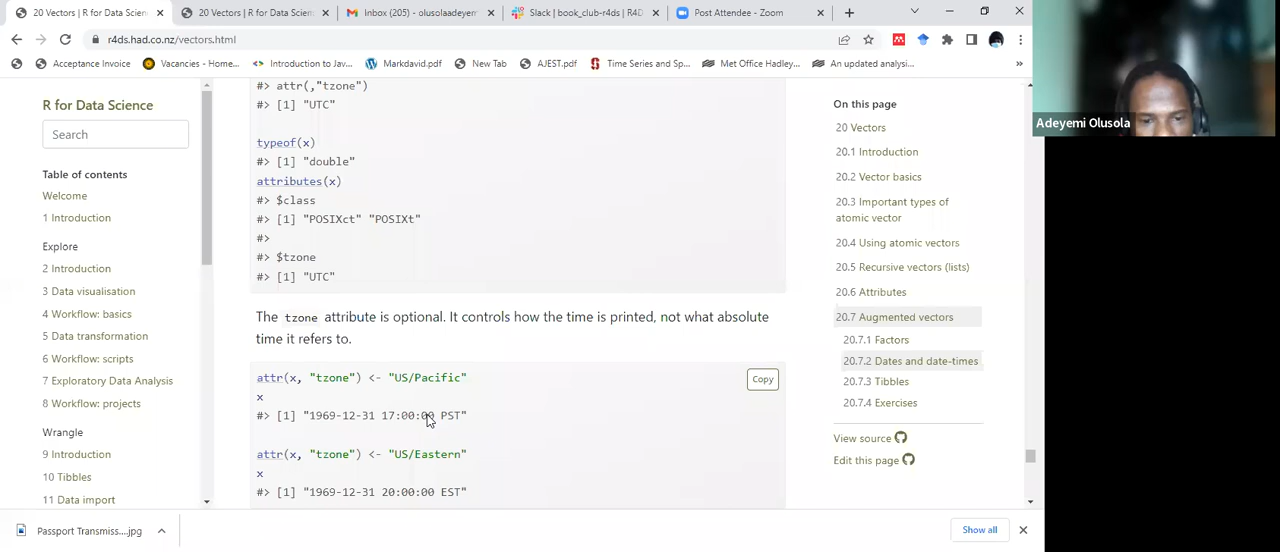 20 Vectors | R for Data Science
20 Vectors | R for Data Scien
Inbox (205) - olusolaadeyem
Slack | book_club-r4ds | R4D
Post Attendee - Zoom
r4ds.had.co.nz/vectors.html
Acceptance Invoice
Vacancies - Home...
Introduction to Jav...
Markdavid.pdf
New Tab
AJEST.pdf
Time Series and Sp...
Met Office Hadley...
An updated analysi...
R for Data Science
Search
Table of contents
Welcome
1 Introduction
Explore
2 Introduction
3 Data visualisation
4 Workflow: basics
5 Data transformation
6 Workflow: scripts
7 Exploratory Data Analysis
8 Workflow: projects
Wrangle
9 Introduction
10 Tibbles
11 Data import
#> attr(,"tzone")
#> [1] "UTC"
typeof(x)
#> [1] "double"
attributes(x)
#> $class
#> [1] "POSIXct" "POSIXt"
#>
#> $tzone
#> [1] "UTC"
The tzone attribute is optional. It controls how the time is printed, not what absolute
time it refers to.
attr(x, "tzone") <- "US/Pacific"
Copy
x
#> [1] "1969-12-31 17:00:00 PST"
attr(x, "tzone") <- "US/Eastern"
x
#> [1] "1969-12-31 20:00:00 EST"
On this page
20 Vectors
20.1 Introduction
20.2 Vector basics
20.3 Important types of
atomic vector
20.4 Using atomic vectors
20.5 Recursive vectors (lists)
20.6 Attributes
20.7 Augmented vectors
20.7.1 Factors
20.7.2 Dates and date-times
20.7.3 Tibbles
20.7.4 Exercises
View source
Edit this page
Adeyemi Olusola
Passport Transmiss....jpg
Show all